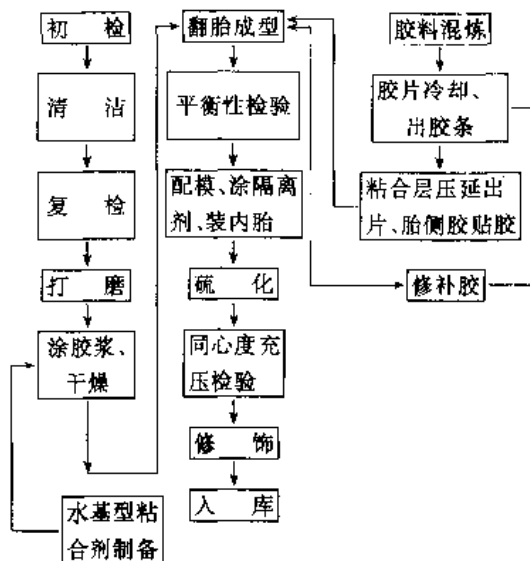 初 检
清 洁
复 检
打 磨
涂胶浆、
干燥
水基型粘
合剂制备
翻胎成型
平衡性检验
配模、涂隔离
剂、装内胎
硫 化
同心度充
压检验
修 饰
入 库
胶料混炼
胶片冷却、
出胶条
粘合层压延出
片、胎侧胶贴胶
修补胶